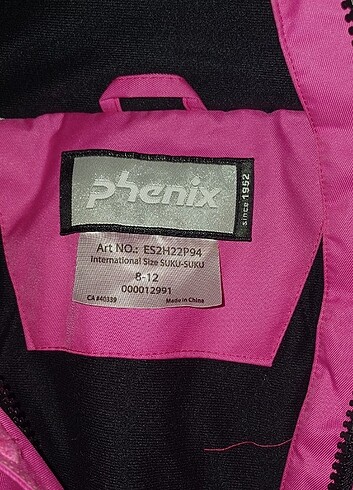 phenix
since 1952
Art NO.: ES2H22P94
International Size SUKU-SUKU
8-12
000012991
CA #40339
Made in China